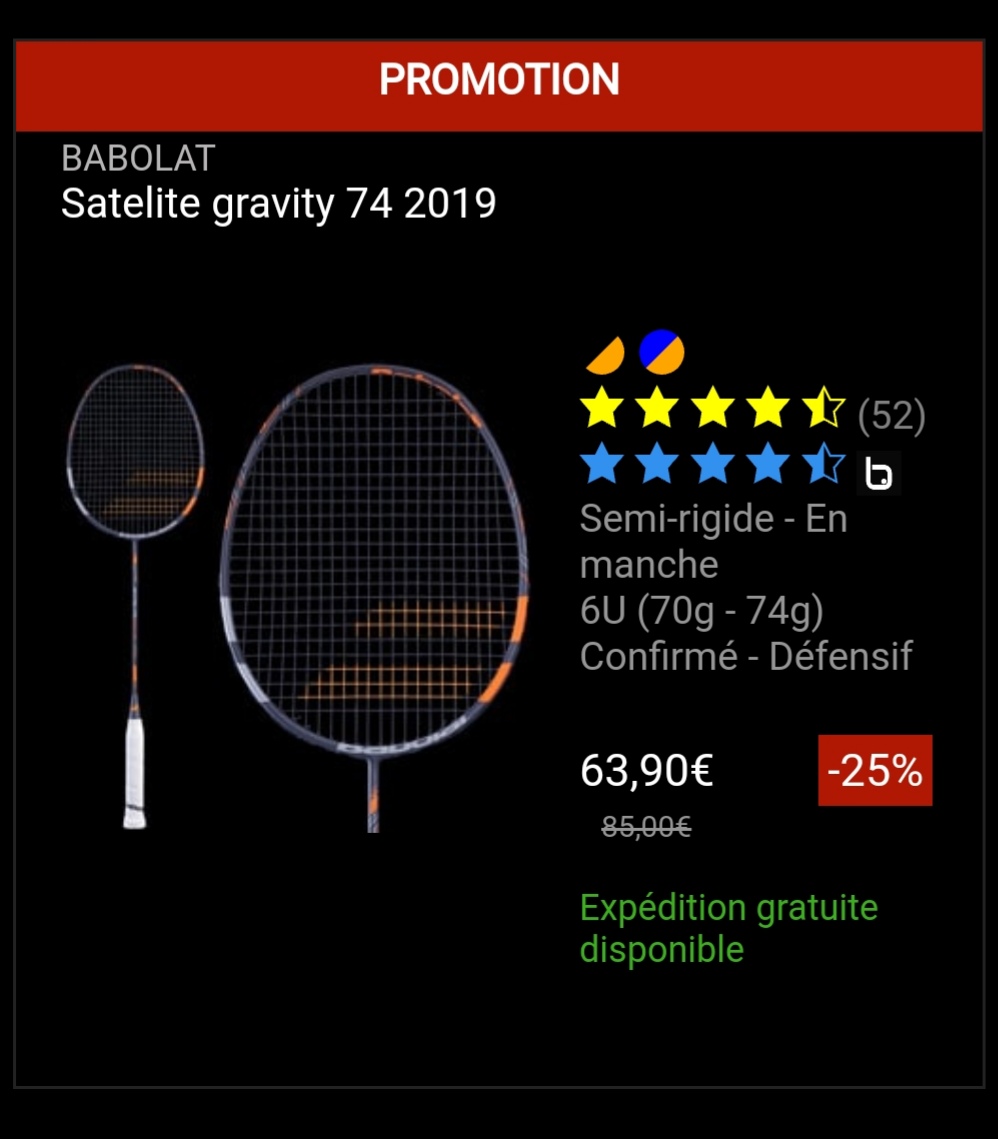 PROMOTION
BABOLAT
Satelite gravity 74 2019
(52)
b
Semi-rigide - En
manche
6U (70g - 74g)
Confirmé - Défensif
63,90€
-25%
85,00€
Expédition gratuite
disponible
BABOLAT